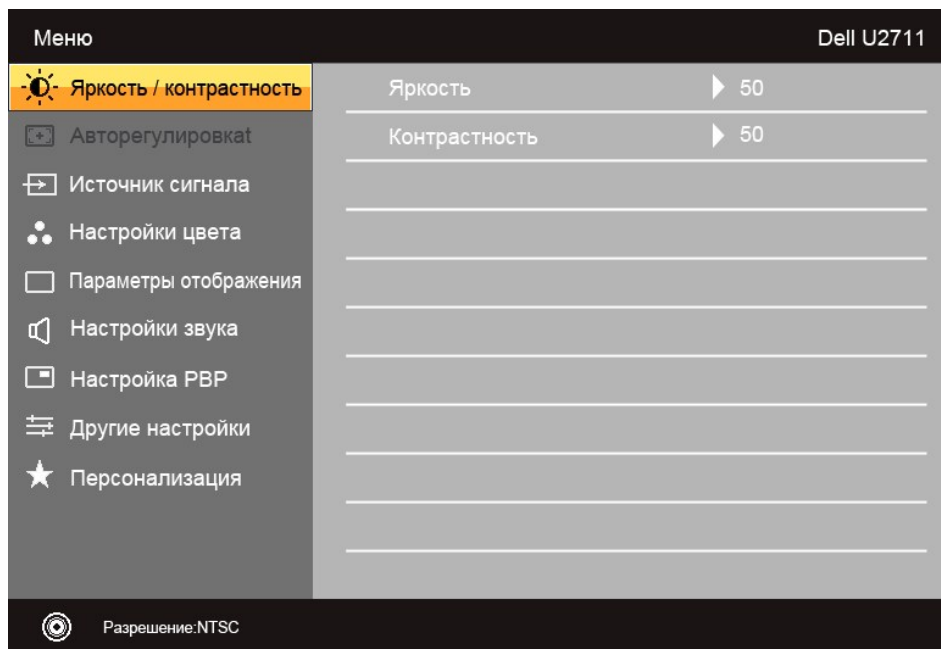 Меню Dell U2711
Яркость / контрастность Яркость 50
Авторегулировкаt Контрастность 50
Источник сигнала
Настройки цвета
Параметры отображения
Настройки звука
Настройка PBP
Другие настройки
Персонализация
Разрешение:NTSC